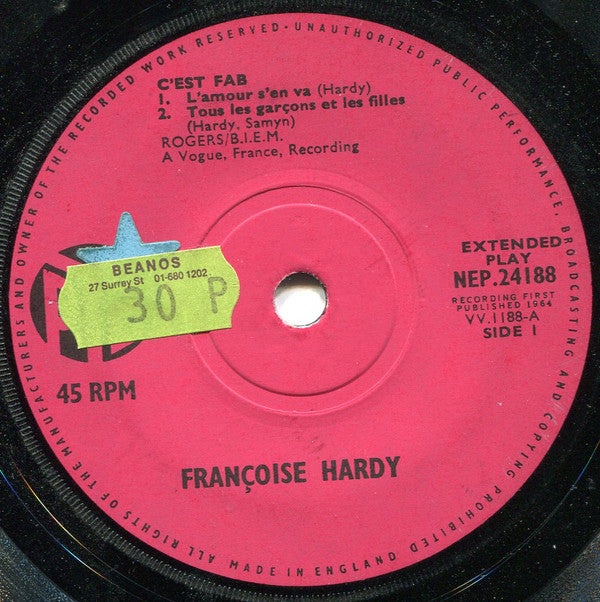 ALL RIGHTS OF THE MANUFACTURERS AND OWNER OF THE RECORDED WORK RESERVED · UNAUTHORIZED PUBLIC PERFORMANCE, BROADCASTING AND COPYING PROHIBITED
C'EST FAB
1. L'amour s'en va (Hardy)
2. Tous les garçons et les filles
(Hardy, Samyn)
ROGERS/B.I.E.M.
A Vogue, France, Recording
BEANOS
27 Surrey St 01-680 1202
30 P
EXTENDED
PLAY
NEP.24188
RECORDING FIRST
PUBLISHED 1964
VV.1188-A
SIDE 1
45 RPM
FRANÇOISE HARDY
MADE IN ENGLAND